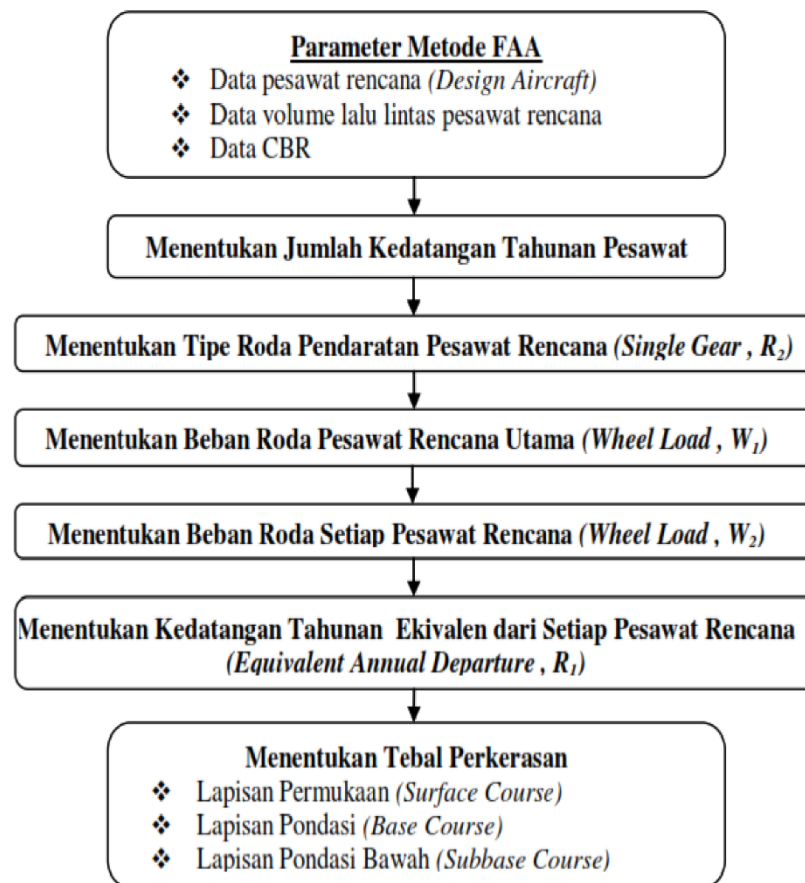 Parameter Metode FAA
❖ Data pesawat rencana (Design Aircraft)
❖ Data volume lalu lintas pesawat rencana
❖ Data CBR
Menentukan Jumlah Kedatangan Tahunan Pesawat
Menentukan Tipe Roda Pendaratan Pesawat Rencana (Single Gear , R₂)
Menentukan Beban Roda Pesawat Rencana Utama (Wheel Load , W₁)
Menentukan Beban Roda Setiap Pesawat Rencana (Wheel Load , W₂)
Menentukan Kedatangan Tahunan Ekivalen dari Setiap Pesawat Rencana
(Equivalent Annual Departure , R₁)
Menentukan Tebal Perkerasan
❖ Lapisan Permukaan (Surface Course)
❖ Lapisan Pondasi (Base Course)
❖ Lapisan Pondasi Bawah (Subbase Course)